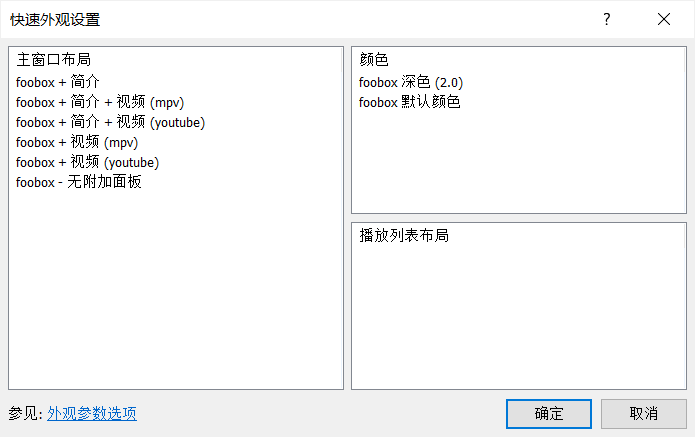 快速外观设置
主窗口布局
foobox + 简介
foobox + 简介 + 视频 (mpv)
foobox + 简介 + 视频 (youtube)
foobox + 视频 (mpv)
foobox + 视频 (youtube)
foobox - 无附加面板
颜色
foobox 深色 (2.0)
foobox 默认颜色
播放列表布局
参见: 外观参数选项
确定
取消